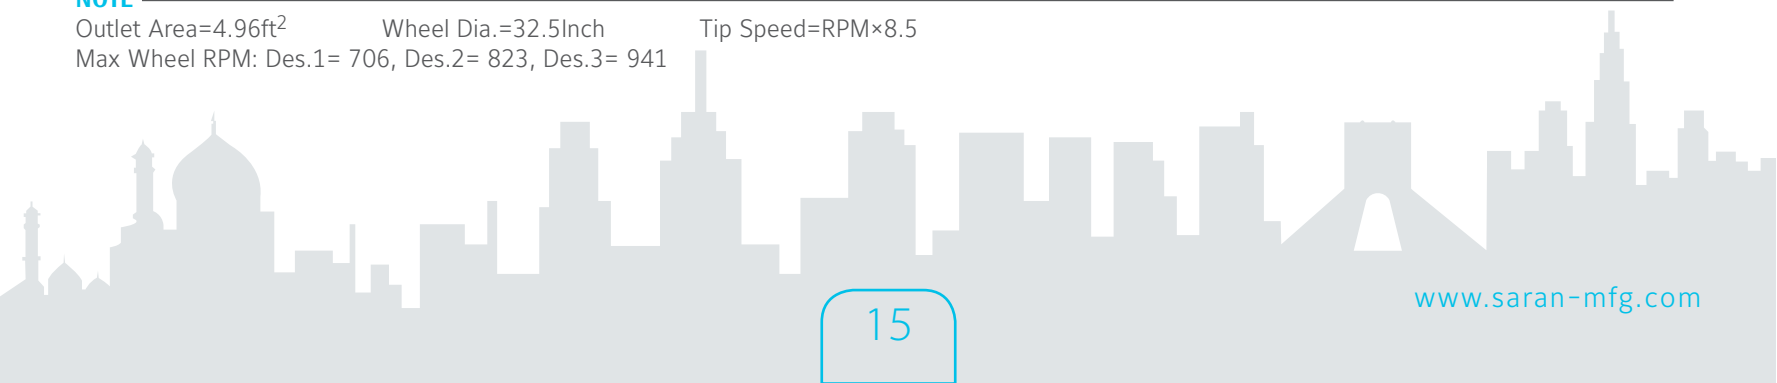 NOTE
Outlet Area=4.96ft² Wheel Dia.=32.5Inch Tip Speed=RPM×8.5
Max Wheel RPM: Des.1= 706, Des.2= 823, Des.3= 941
www.saran-mfg.com
15